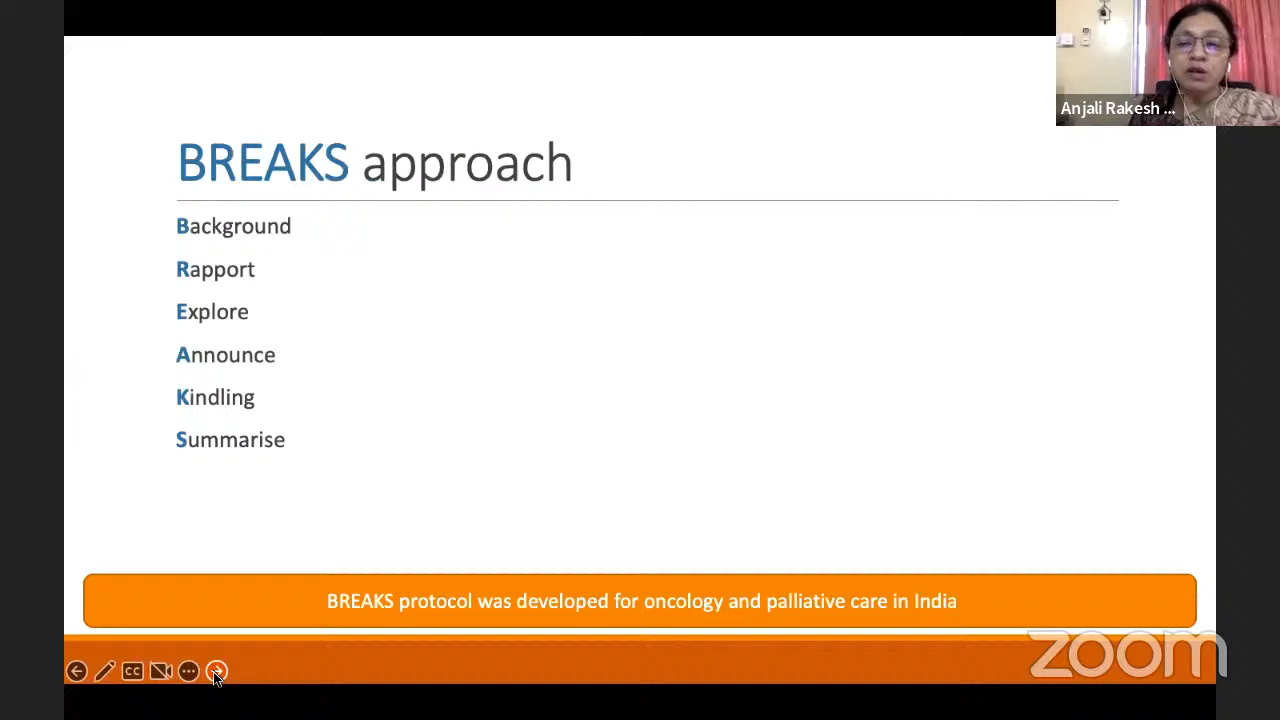 Anjali Rakesh ...
BREAKS approach
Background
Rapport
Explore
Announce
Kindling
Summarise
BREAKS protocol was developed for oncology and palliative care in India
zoom
CC